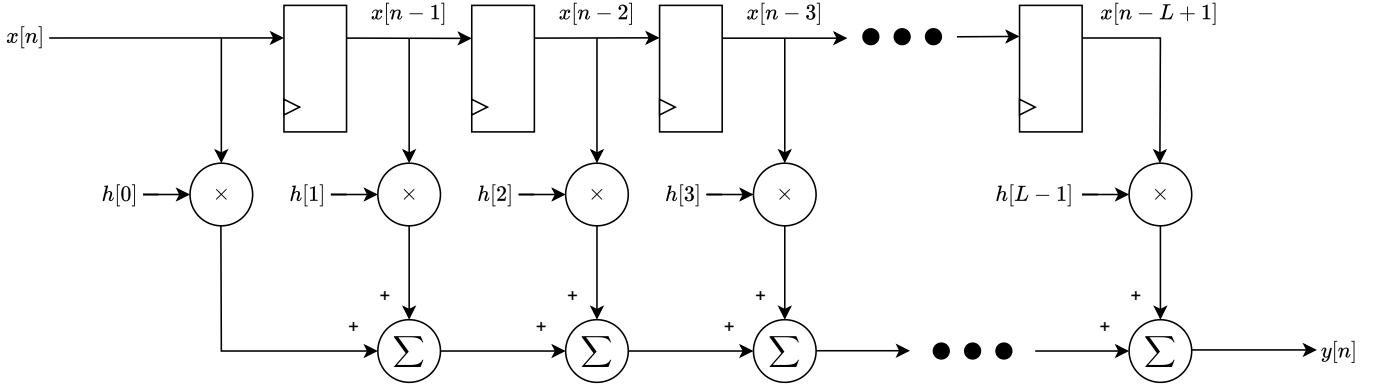 x[n] x[n − 1] x[n − 2] x[n − 3] x[n − L + 1]
h[0] × h[1] × h[2] × h[3] × h[L − 1] ×
+ + + +
+ + + +
∑ ∑ ∑ ∑ y[n]